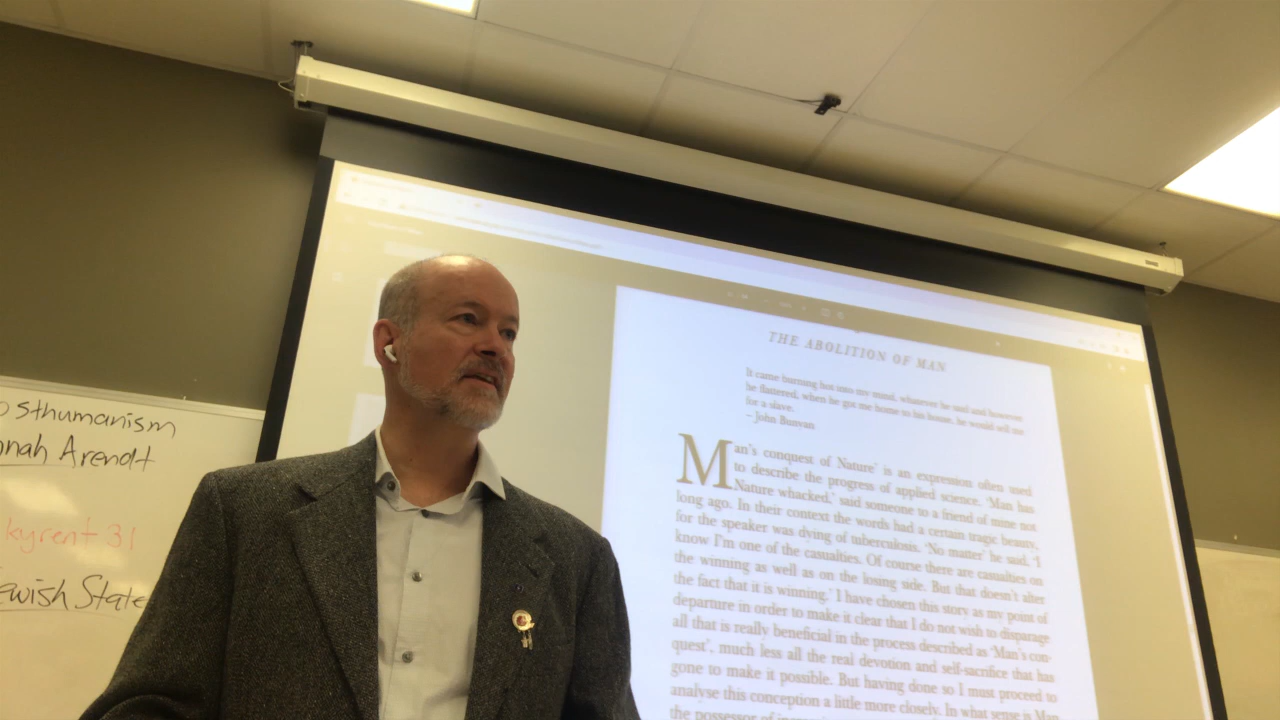 osthumanism
nnah Arendt
kyrent 31
ewish State
THE ABOLITION OF MAN
It came burning hot into my mind, whatever he said and however
he flattered, when he got me home to his house, he would sell me
for a slave.
– John Bunyan
Man's conquest of Nature' is an expression often used
to describe the progress of applied science. 'Man has
Nature whacked,' said someone to a friend of mine not
long ago. In their context the words had a certain tragic beauty,
for the speaker was dying of tuberculosis. 'No matter' he said, 'I
know I'm one of the casualties. Of course there are casualties on
the winning as well as on the losing side. But that doesn't alter
the fact that it is winning.' I have chosen this story as my point of
departure in order to make it clear that I do not wish to disparage
all that is really beneficial in the process described as 'Man's con-
quest', much less all the real devotion and self-sacrifice that has
gone to make it possible. But having done so I must proceed to
analyse this conception a little more closely. In what sense is Man
the possessor of